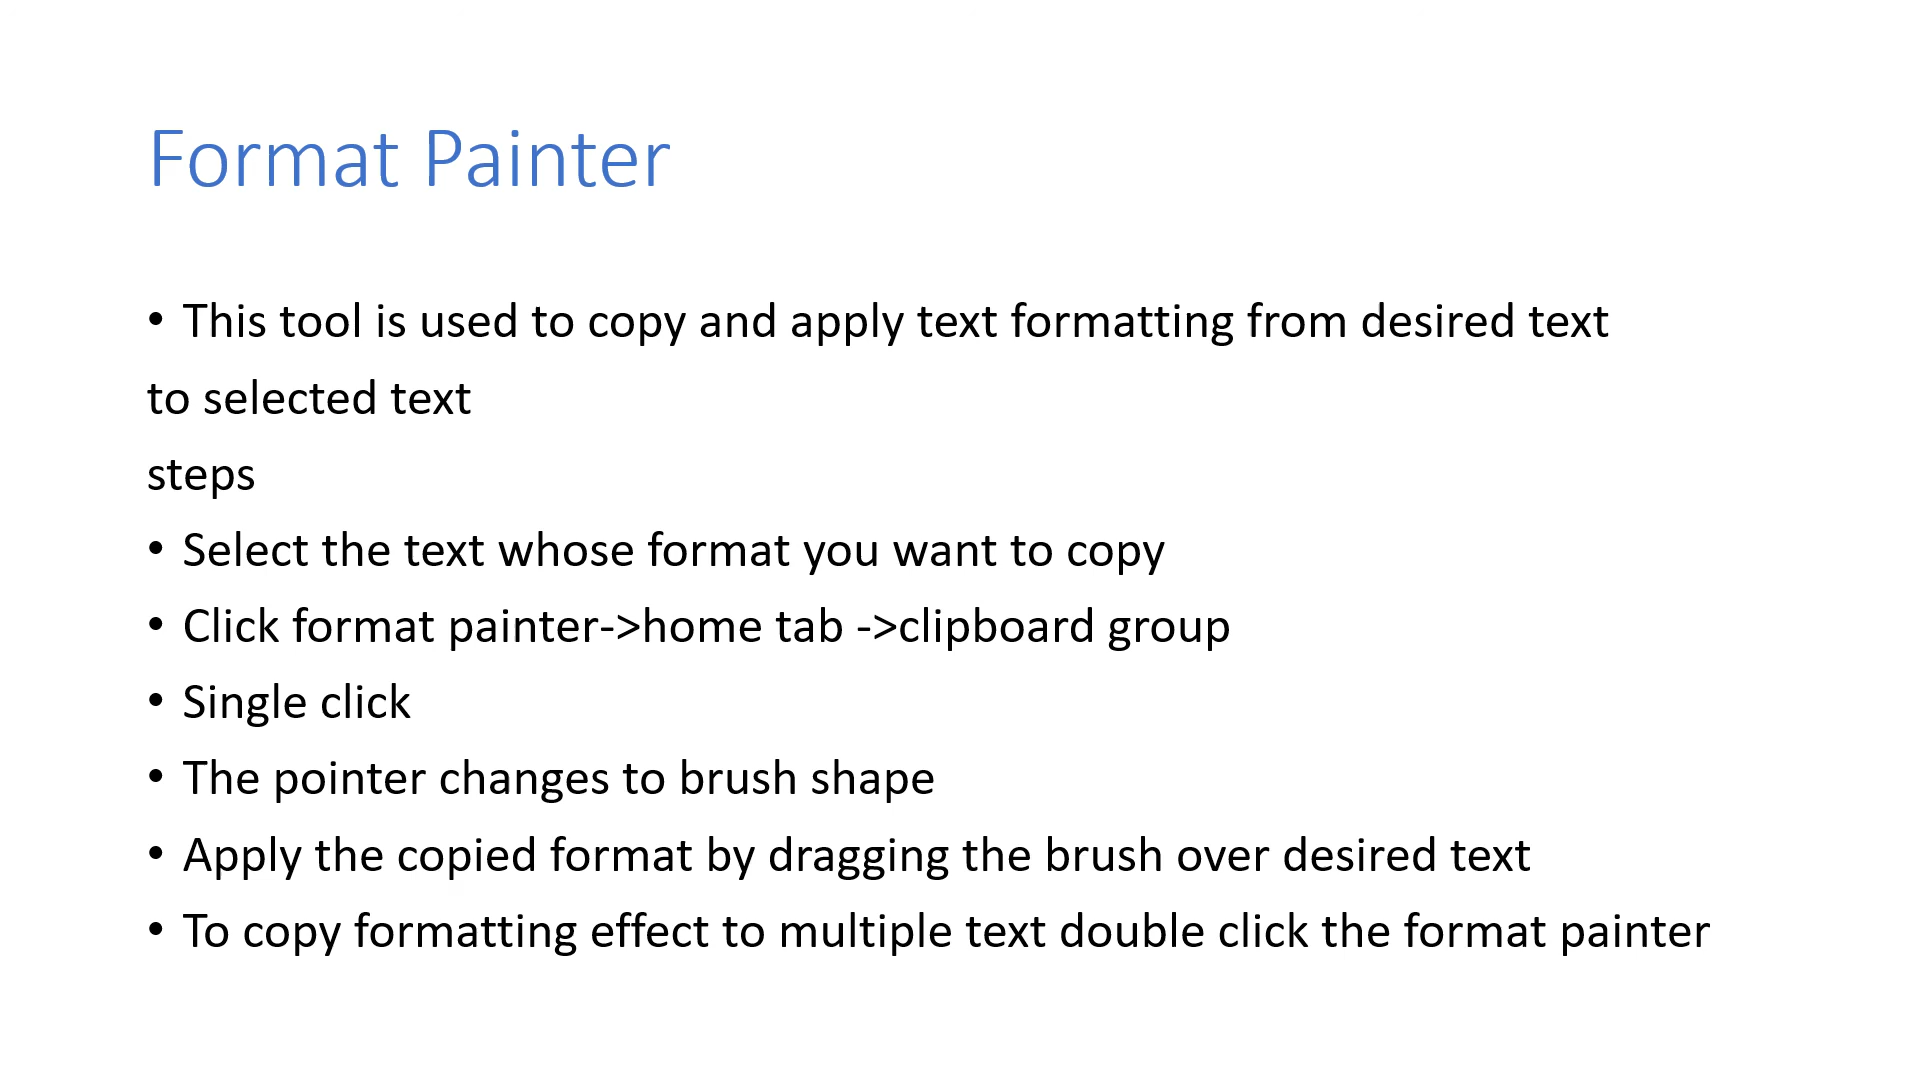 Format Painter
• This tool is used to copy and apply text formatting from desired text
to selected text
steps
• Select the text whose format you want to copy
• Click format painter->home tab ->clipboard group
• Single click
• The pointer changes to brush shape
• Apply the copied format by dragging the brush over desired text
• To copy formatting effect to multiple text double click the format painter